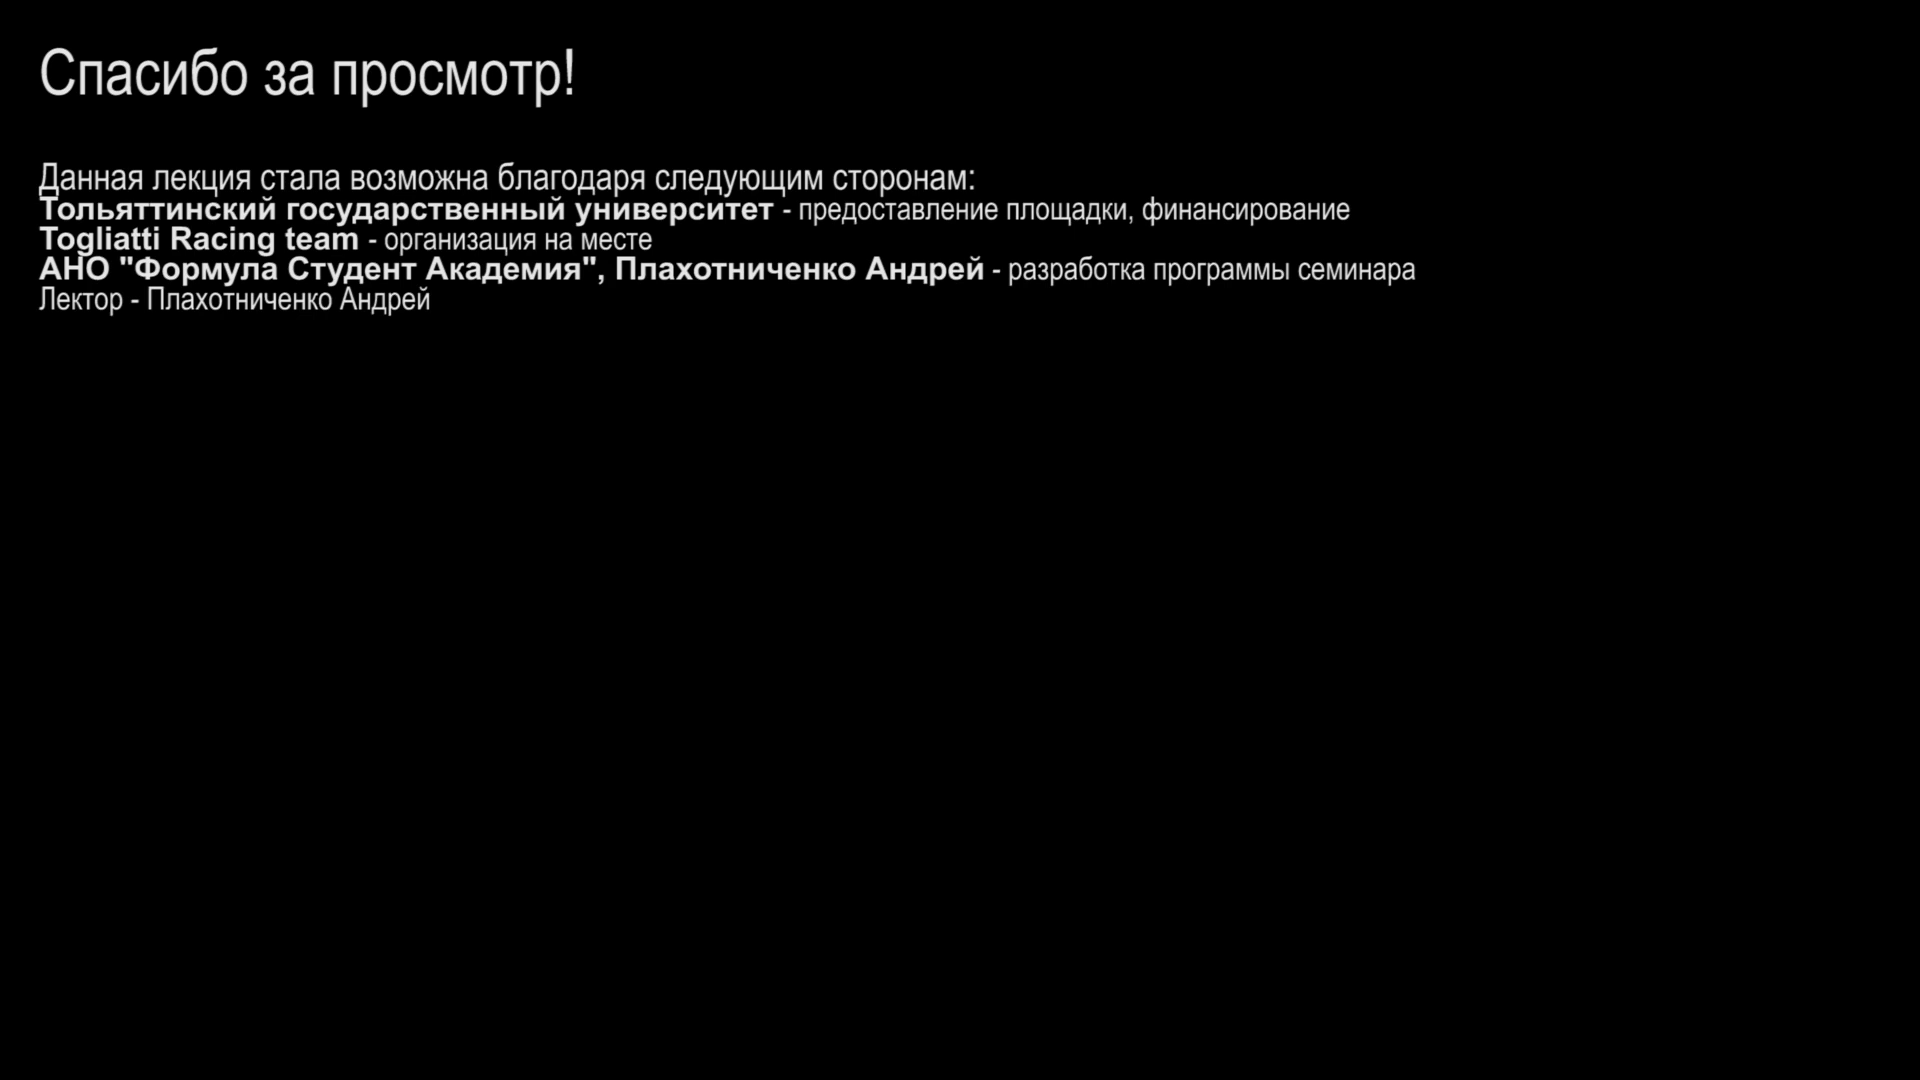 Спасибо за просмотр!
Данная лекция стала возможна благодаря следующим сторонам:
Тольяттинский государственный университет - предоставление площадки, финансирование
Togliatti Racing team - организация на месте
АНО "Формула Студент Академия", Плахотниченко Андрей - разработка программы семинара
Лектор - Плахотниченко Андрей